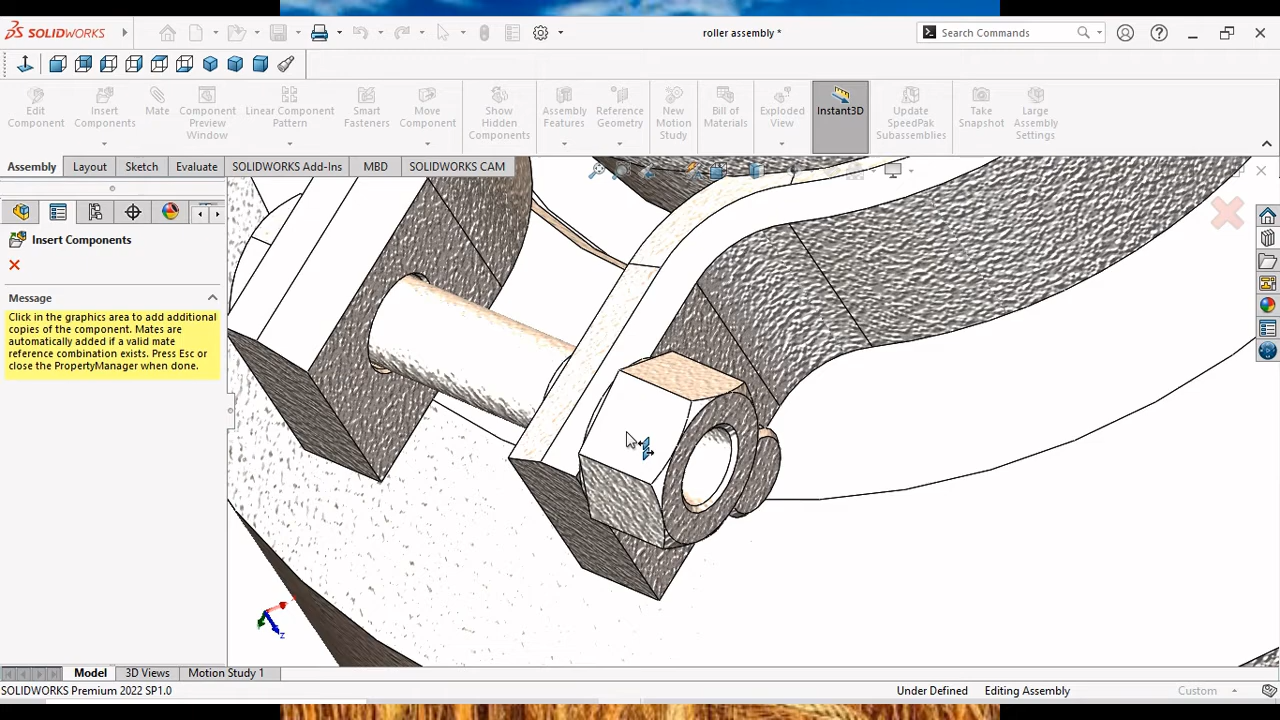 SOLIDWORKS
roller assembly *
Search Commands
Edit Component
Insert Components
Mate
Component Preview Window
Linear Component Pattern
Smart Fasteners
Move Component
Show Hidden Components
Assembly Features
Reference Geometry
New Motion Study
Bill of Materials
Exploded View
Instant3D
Update SpeedPak Subassemblies
Take Snapshot
Large Assembly Settings
Assembly
Layout
Sketch
Evaluate
SOLIDWORKS Add-Ins
MBD
SOLIDWORKS CAM
Insert Components
Message
Click in the graphics area to add additional
copies of the component. Mates are
automatically added if a valid mate
reference combination exists. Press Esc or
close the PropertyManager when done.
z
Model
3D Views
Motion Study 1
SOLIDWORKS Premium 2022 SP1.0
Under Defined
Editing Assembly
Custom